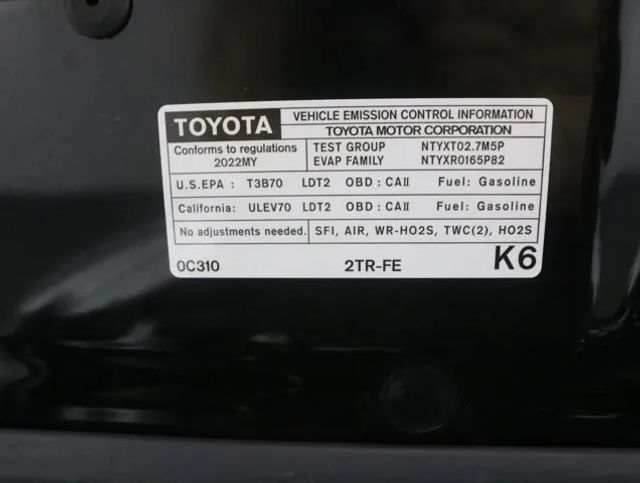 TOYOTA
VEHICLE EMISSION CONTROL INFORMATION
TOYOTA MOTOR CORPORATION
Conforms to regulations
2022MY
TEST GROUP NTYXT02.7M5P
EVAP FAMILY NTYXR0165P82
U.S.EPA : T3B70 LDT2 OBD : CAII Fuel: Gasoline
California: ULEV70 LDT2 OBD : CAII Fuel: Gasoline
No adjustments needed. SFI, AIR, WR-HO2S, TWC(2), HO2S
0C310 2TR-FE K6